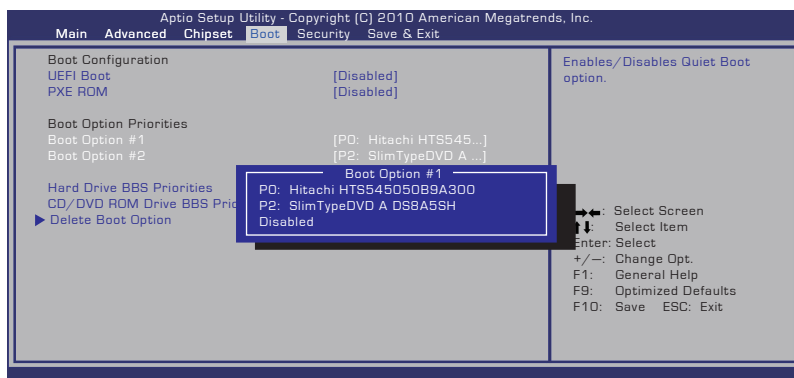 Aptio Setup Utility - Copyright (C) 2010 American Megatrends, Inc.
Main Advanced Chipset Boot Security Save & Exit
Boot Configuration
UEFI Boot [Disabled]
PXE ROM [Disabled]
Boot Option Priorities
Boot Option #1 [P0: Hitachi HTS545...]
Boot Option #2 [P2: SlimTypeDVD A ...]
Hard Drive BBS Priorities
CD/DVD ROM Drive BBS Prio
Delete Boot Option
Boot Option #1
P0: Hitachi HTS545050B9A300
P2: SlimTypeDVD A DS8A5SH
Disabled
Enables/Disables Quiet Boot
option.
→←: Select Screen
↑↓: Select Item
Enter: Select
+/—: Change Opt.
F1: General Help
F9: Optimized Defaults
F10: Save ESC: Exit